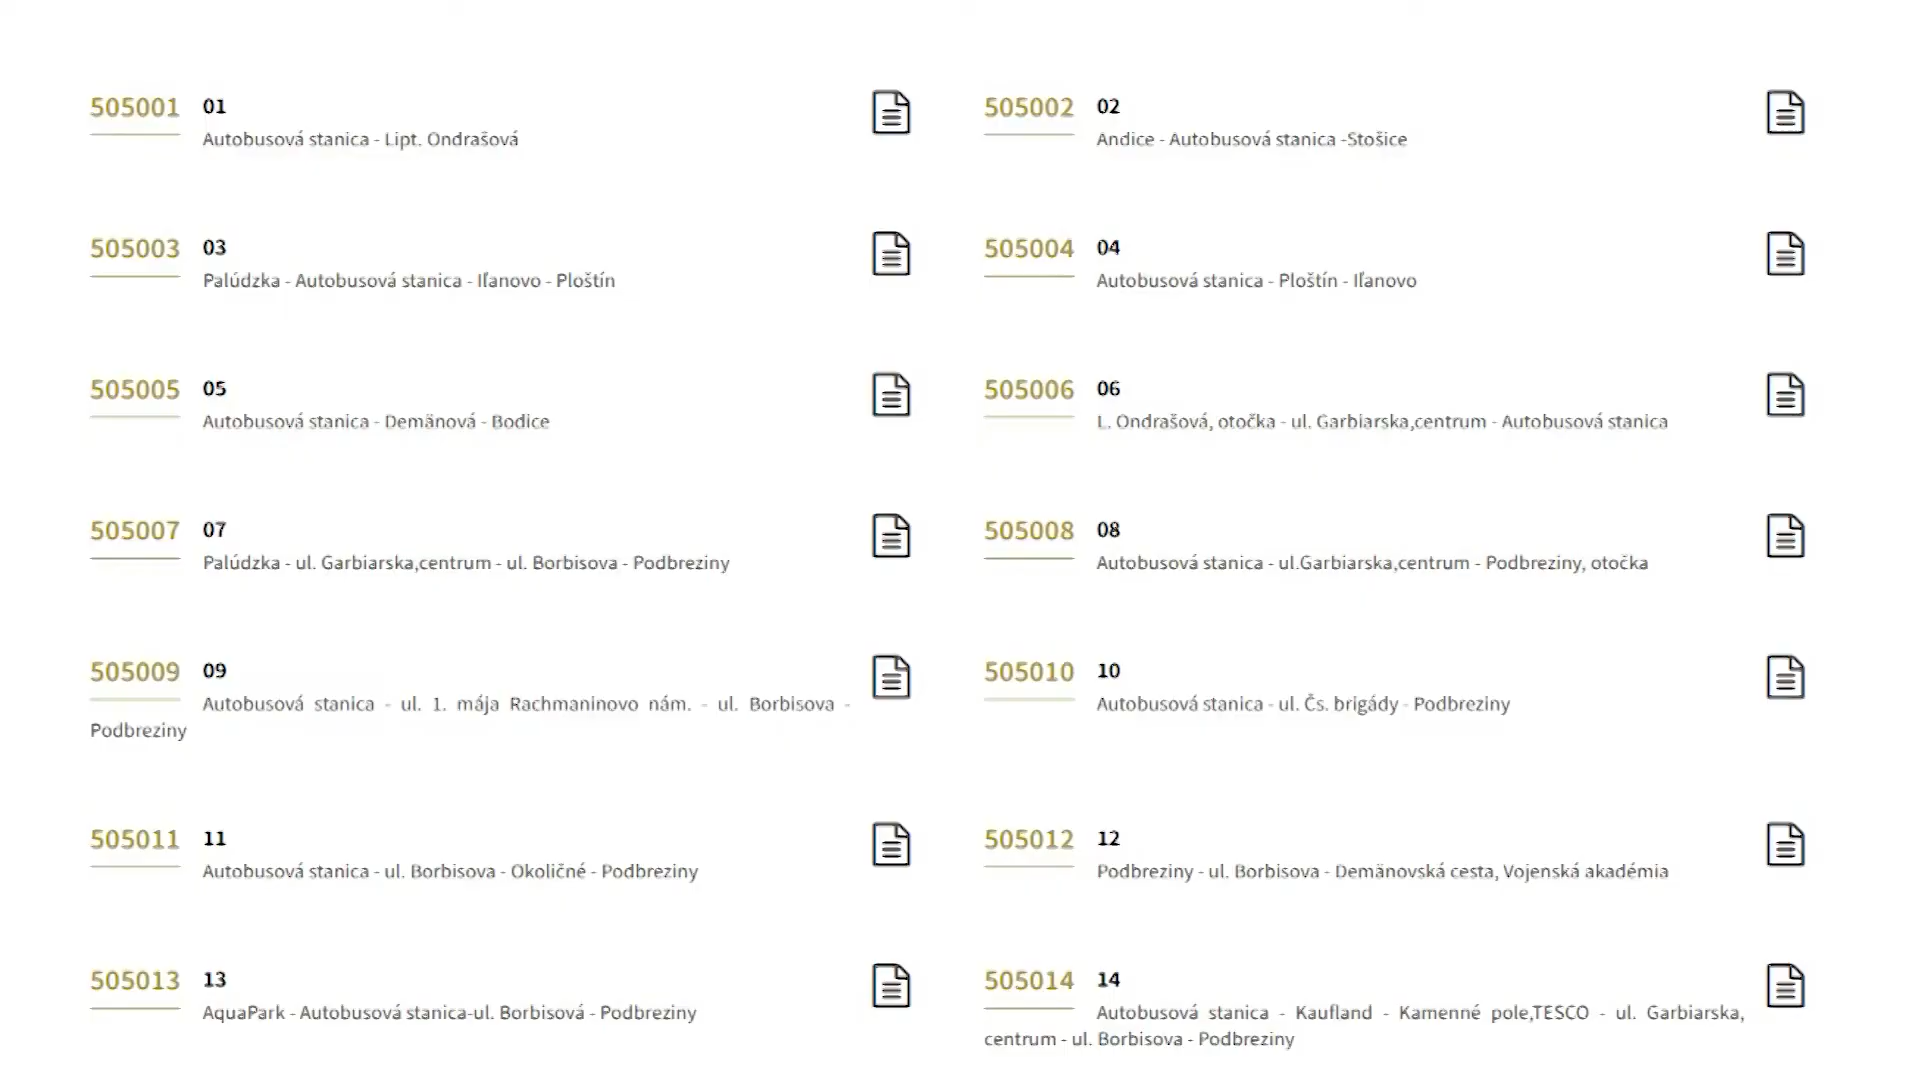 505001 01
Autobusová stanica - Lipt. Ondrašová
505002 02
Andice - Autobusová stanica -Stošice
505003 03
Palúdzka - Autobusová stanica - Iľanovo - Ploštín
505004 04
Autobusová stanica - Ploštín - Iľanovo
505005 05
Autobusová stanica - Demänová - Bodice
505006 06
L. Ondrašová, otočka - ul. Garbiarska,centrum - Autobusová stanica
505007 07
Palúdzka - ul. Garbiarska,centrum - ul. Borbisova - Podbreziny
505008 08
Autobusová stanica - ul.Garbiarska,centrum - Podbreziny, otočka
505009 09
Autobusová stanica - ul. 1. mája Rachmaninovo nám. - ul. Borbisova -
Podbreziny
505010 10
Autobusová stanica - ul. Čs. brigády - Podbreziny
505011 11
Autobusová stanica - ul. Borbisova - Okoličné - Podbreziny
505012 12
Podbreziny - ul. Borbisova - Demänovská cesta, Vojenská akadémia
505013 13
AquaPark - Autobusová stanica-ul. Borbisová - Podbreziny
505014 14
Autobusová stanica - Kaufland - Kamenné pole,TESCO - ul. Garbiarska,
centrum - ul. Borbisova - Podbreziny